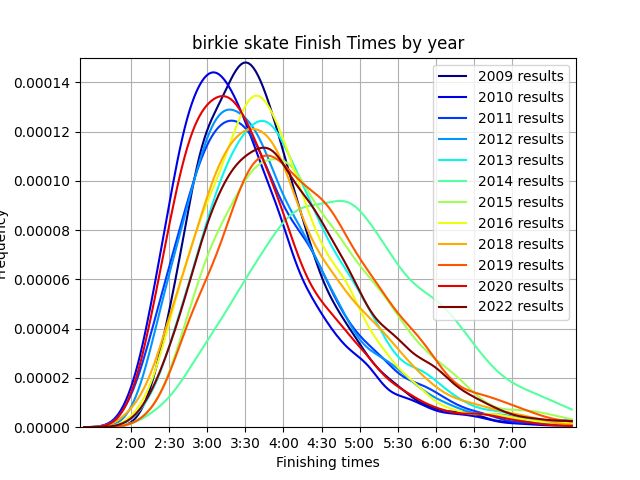 birkie skate Finish Times by year
0.00014
0.00012
0.00010
0.00008
0.00006
0.00004
0.00002
0.00000
2:00 2:30 3:00 3:30 4:00 4:30 5:00 5:30 6:00 6:30 7:00
Finishing times
2009 results
2010 results
2011 results
2012 results
2013 results
2014 results
2015 results
2016 results
2018 results
2019 results
2020 results
2022 results